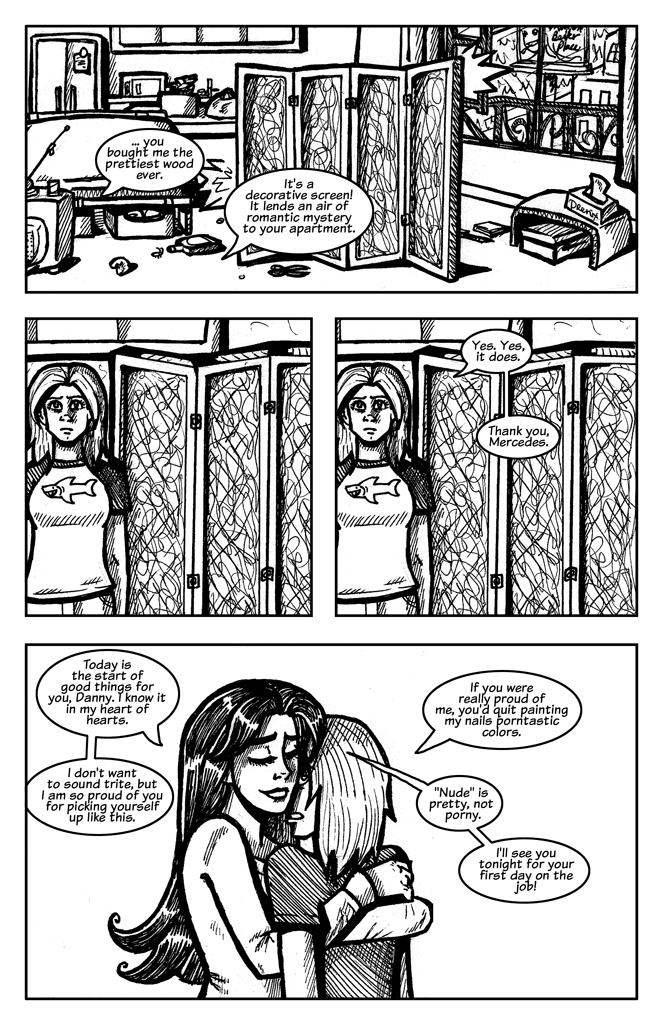 Baker
Place
... you
bought me the
prettiest wood
ever.
It's a
decorative screen!
It lends an air of
romantic mystery
to your apartment.
Yes. Yes,
it does.
Thank you,
Mercedes.
Today is
the start of
good things for
you, Danny. I know it
in my heart of
hearts.
I don't want
to sound trite, but
I am so proud of you
for picking yourself
up like this.
If you were
really proud of
me, you'd quit painting
my nails porntastic
colors.
"Nude" is
pretty, not
porny.
I'll see you
tonight for your
first day on the
job!